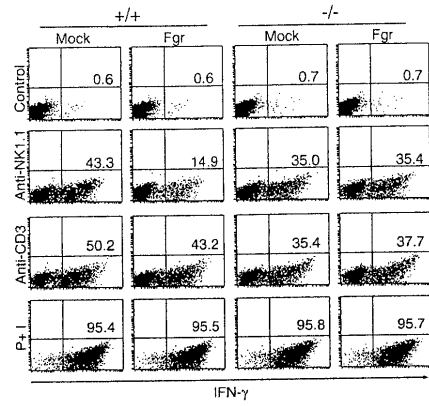 +/+ -/-
Mock Fgr Mock Fgr
Control 0.6 0.6 0.7 0.7
Anti-NK1.1 43.3 14.9 35.0 35.4
Anti-CD3 50.2 43.2 35.4 37.7
P+ I 95.4 95.5 95.8 95.7
IFN-γ